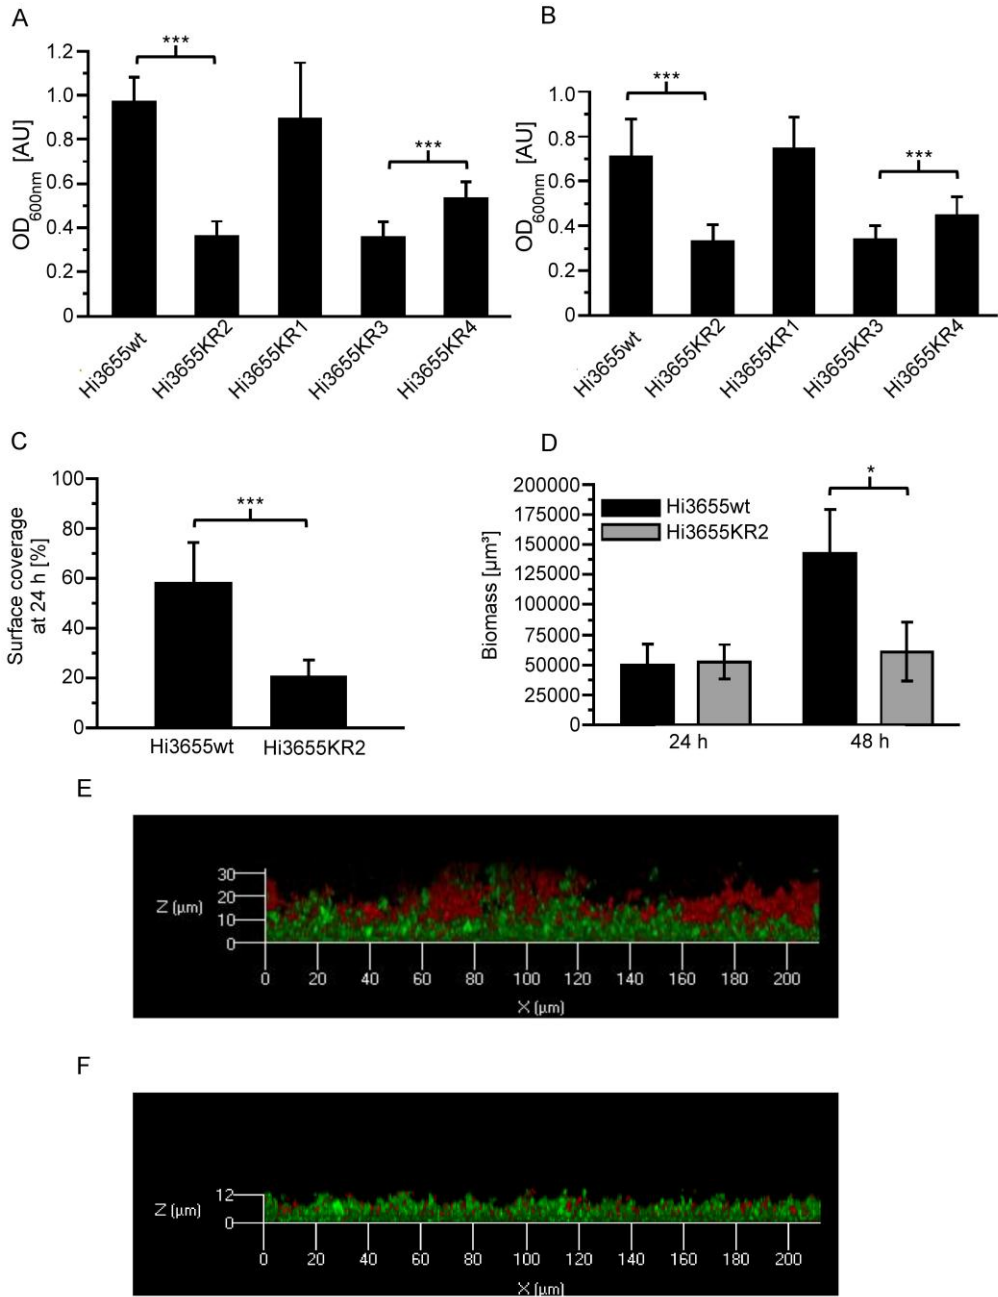 A
***
***
1.2
1.0
0.8
0.6
0.4
0.2
0
OD600nm [AU]
Hi3655wt
Hi3655KR2
Hi3655KR1
Hi3655KR3
Hi3655KR4
B
***
***
1.0
0.8
0.6
0.4
0.2
0
OD600nm [AU]
Hi3655wt
Hi3655KR2
Hi3655KR1
Hi3655KR3
Hi3655KR4
C
***
100
80
60
40
20
0
Surface coverage
at 24 h [%]
Hi3655wt
Hi3655KR2
D
*
200000
175000
150000
125000
100000
75000
50000
25000
0
Biomass [µm³]
Hi3655wt
Hi3655KR2
24 h
48 h
E
30
20
10
0
Z (µm)
0 20 40 60 80 100 120 140 160 180 200
X (µm)
F
12
0
Z (µm)
0 20 40 60 80 100 120 140 160 180 200
X (µm)